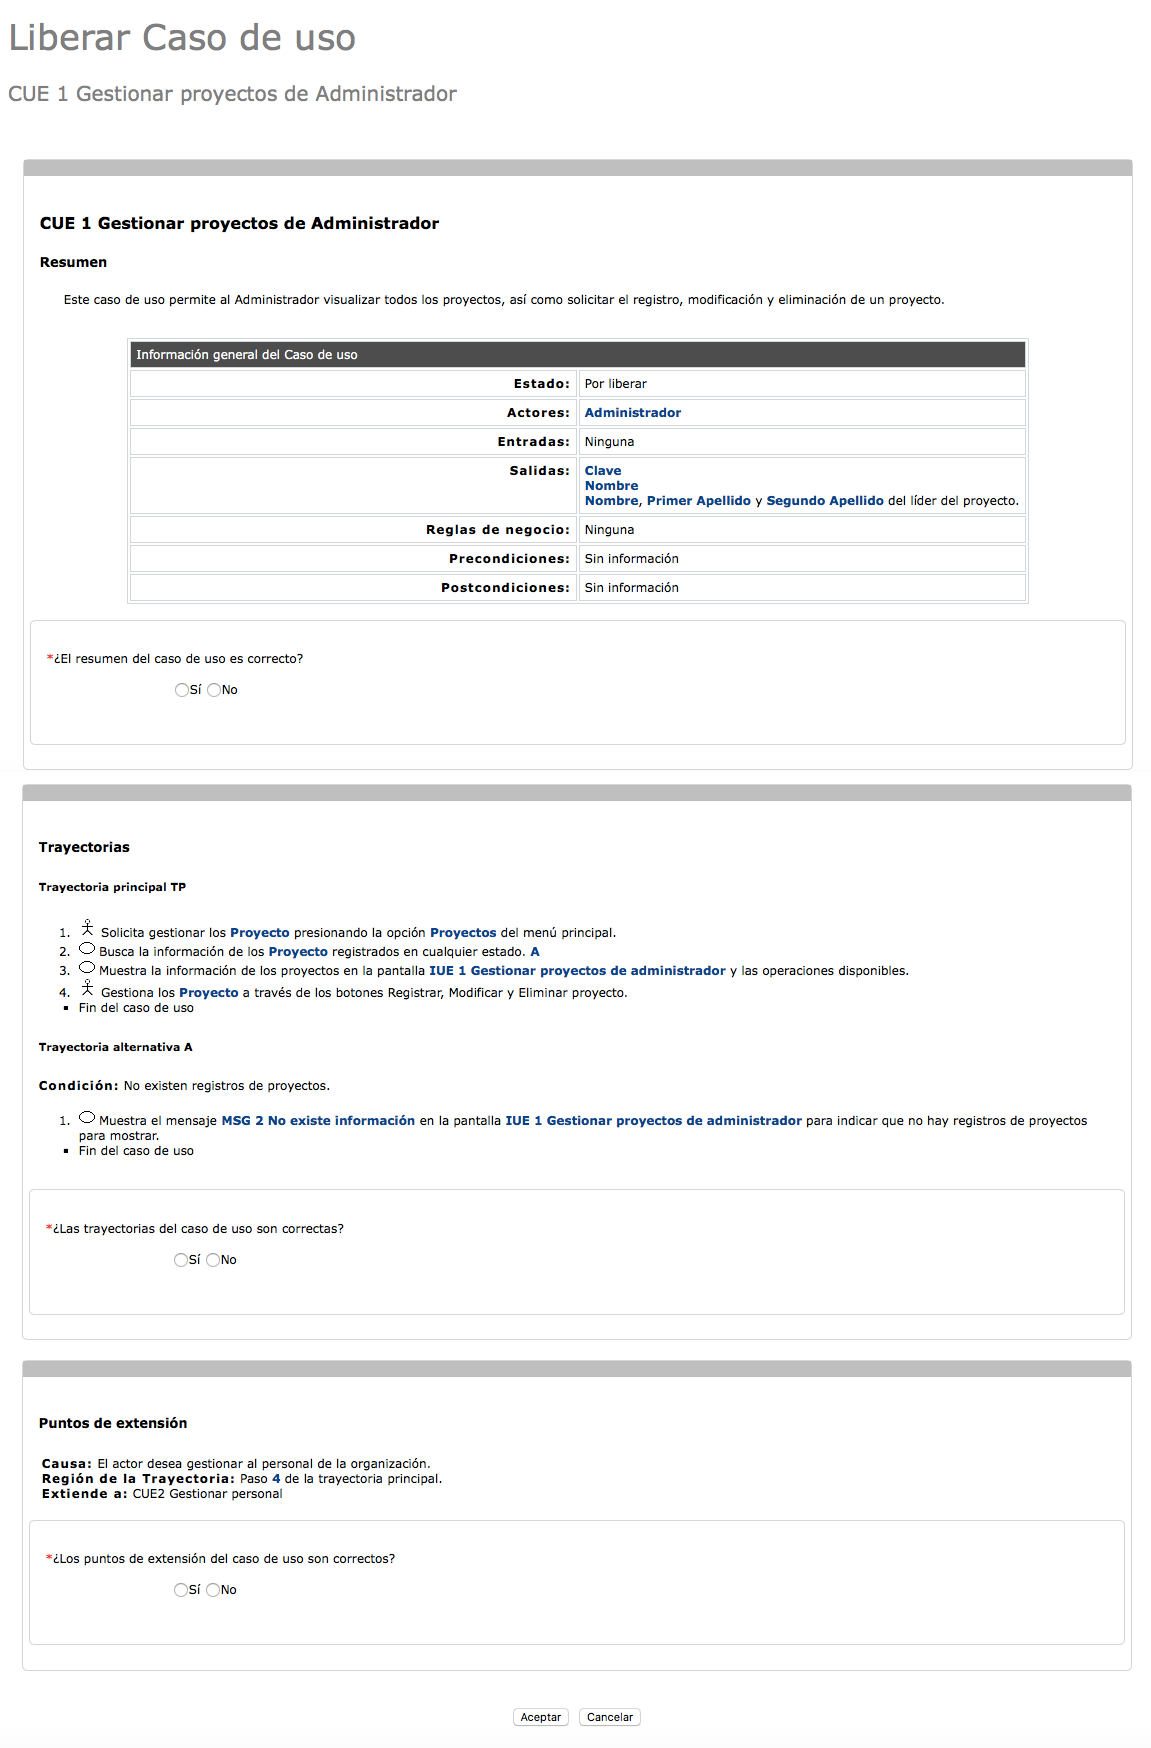 Liberar Caso de uso
CUE 1 Gestionar proyectos de Administrador
CUE 1 Gestionar proyectos de Administrador
Resumen
Este caso de uso permite al Administrador visualizar todos los proyectos, así como solicitar el registro, modificación y eliminación de un proyecto.
Información general del Caso de uso
Estado: Por liberar
Actores: Administrador
Entradas: Ninguna
Salidas: Clave
Nombre
Nombre, Primer Apellido y Segundo Apellido del líder del proyecto.
Reglas de negocio: Ninguna
Precondiciones: Sin información
Postcondiciones: Sin información
*¿El resumen del caso de uso es correcto?
Sí No
Trayectorias
Trayectoria principal TP
1. Solicita gestionar los Proyecto presionando la opción Proyectos del menú principal.
2. Busca la información de los Proyecto registrados en cualquier estado. A
3. Muestra la información de los proyectos en la pantalla IUE 1 Gestionar proyectos de administrador y las operaciones disponibles.
4. Gestiona los Proyecto a través de los botones Registrar, Modificar y Eliminar proyecto.
▪ Fin del caso de uso
Trayectoria alternativa A
Condición: No existen registros de proyectos.
1. Muestra el mensaje MSG 2 No existe información en la pantalla IUE 1 Gestionar proyectos de administrador para indicar que no hay registros de proyectos
para mostrar.
▪ Fin del caso de uso
*¿Las trayectorias del caso de uso son correctas?
Sí No
Puntos de extensión
Causa: El actor desea gestionar al personal de la organización.
Región de la Trayectoria: Paso 4 de la trayectoria principal.
Extiende a: CUE2 Gestionar personal
*¿Los puntos de extensión del caso de uso son correctos?
Sí No
Aceptar Cancelar